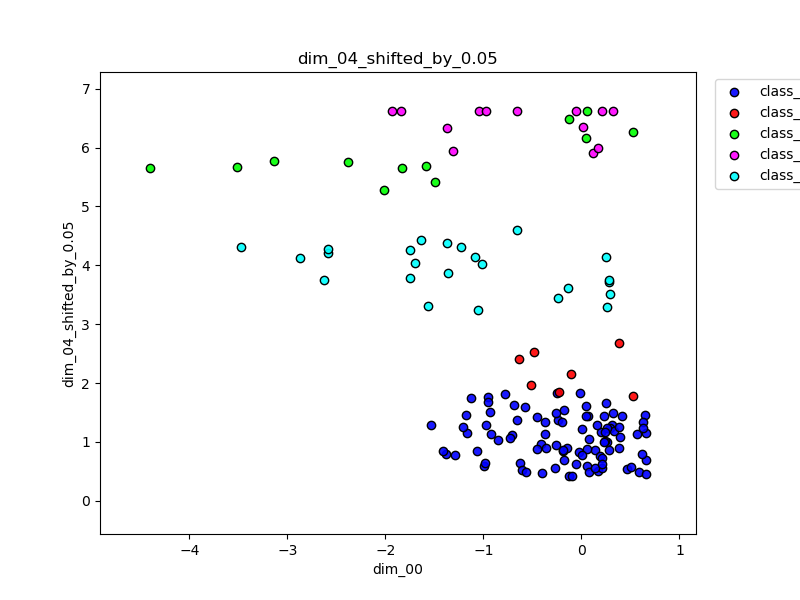 dim_04_shifted_by_0.05
7
6
5
4
3
2
1
0
dim_04_shifted_by_0.05
−4
−3
−2
−1
0
1
dim_00
class_
class_
class_
class_
class_